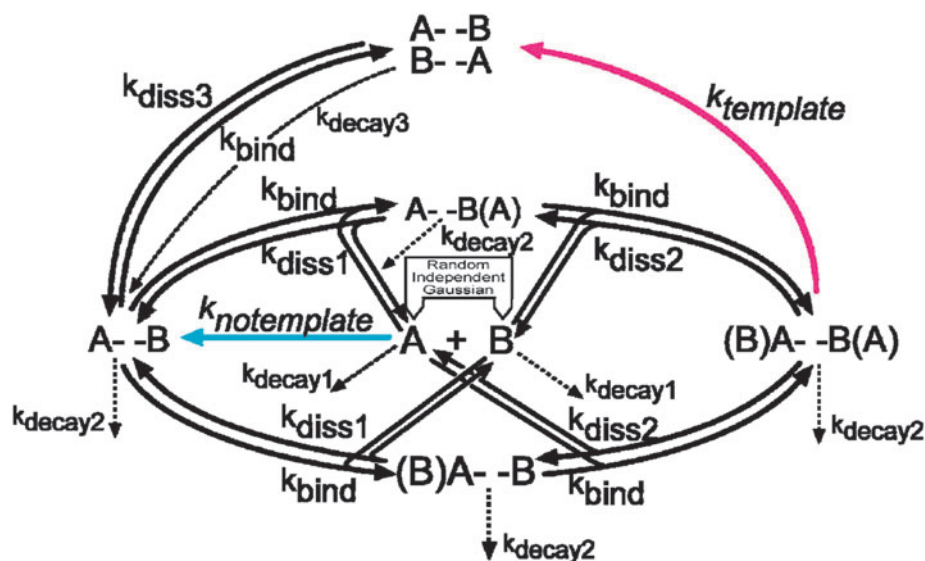 A- -B
B- -A
kdiss3
kdecay3
ktemplate
kbind
kbind
A- -B(A)
kbind
kdecay2
kdiss1
kdiss2
Random
Independent
Gaussian
A- -B
knotemplate
A + B
(B)A- -B(A)
kdecay1
kdecay1
kdecay2
kdiss1
kdiss2
kdecay2
kbind
(B)A- -B
kbind
kdecay2